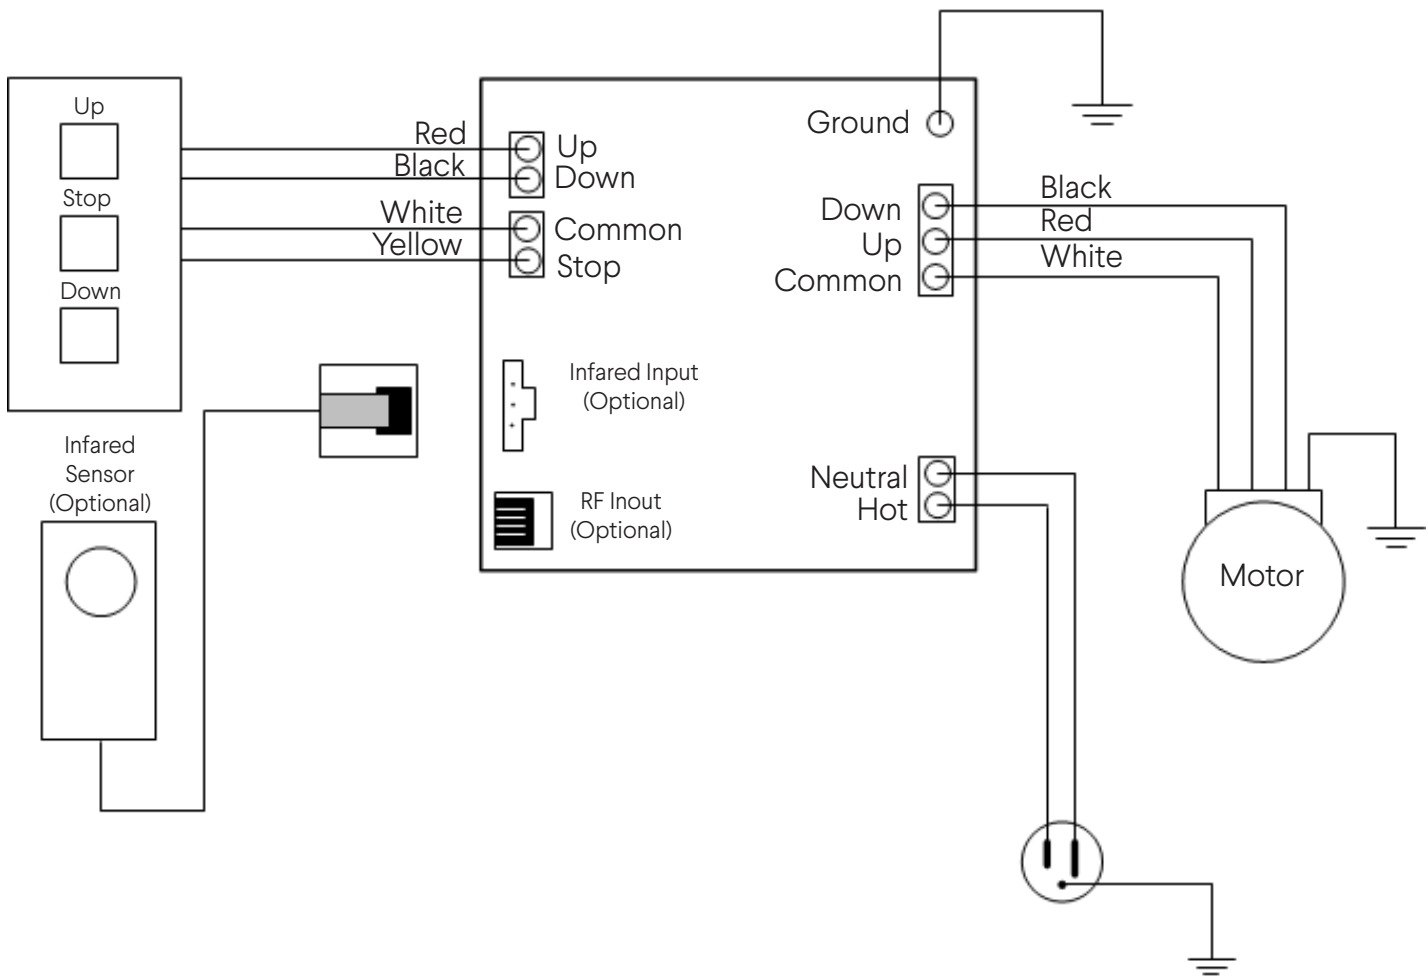 Up
Stop
Down
Red
Black
White
Yellow
Up
Down
Common
Stop
Ground
Down
Up
Common
Black
Red
White
Infared Input
(Optional)
RF Inout
(Optional)
Neutral
Hot
Infared
Sensor
(Optional)
Motor